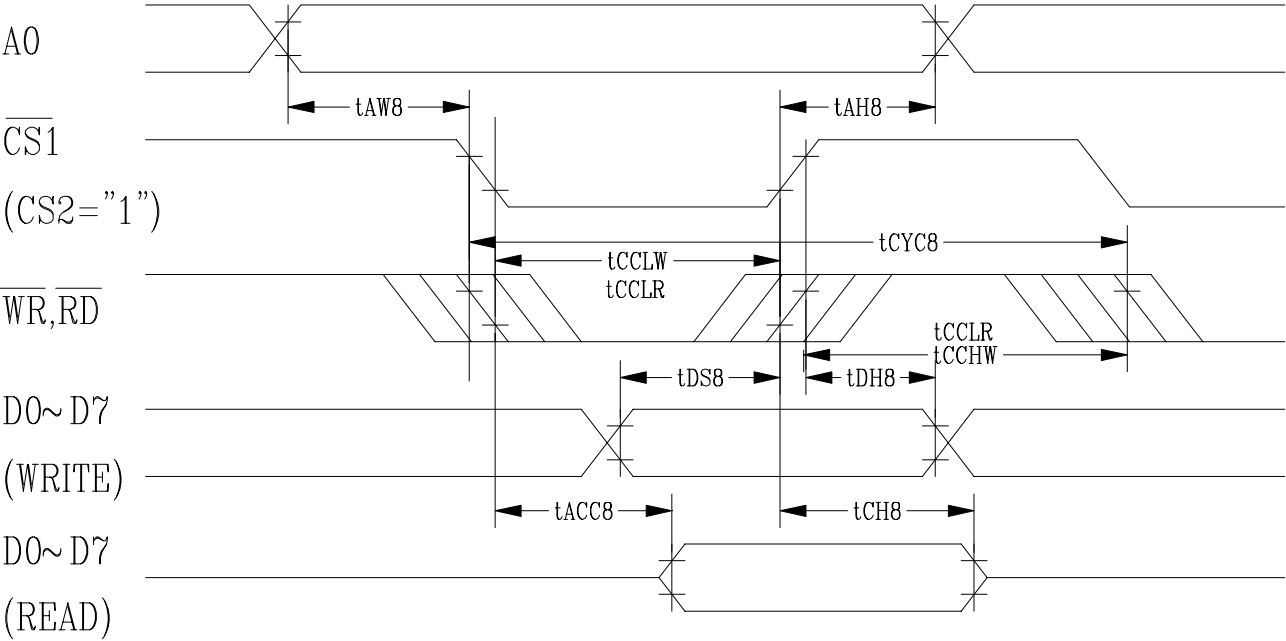 A0
tAW8
tAH8
CS1
(CS2="1")
tCYC8
tCCLW
tCCLR
WR,RD
tCCLR
tCCHW
tDS8
tDH8
D0~D7
(WRITE)
tACC8
tCH8
D0~D7
(READ)